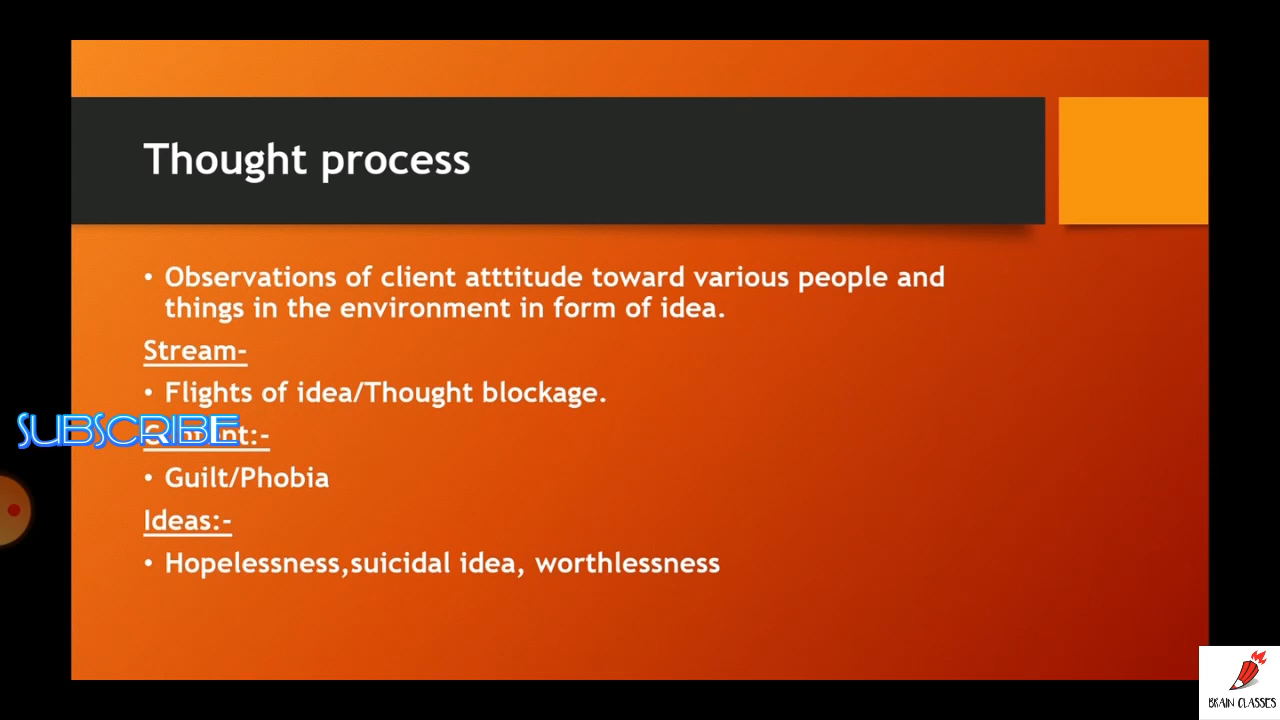 Thought process
• Observations of client atttitude toward various people and
things in the environment in form of idea.
Stream-
• Flights of idea/Thought blockage.
SUBSCRIBE
• Guilt/Phobia
Ideas:-
• Hopelessness,suicidal idea, worthlessness
BRAIN CLASSES